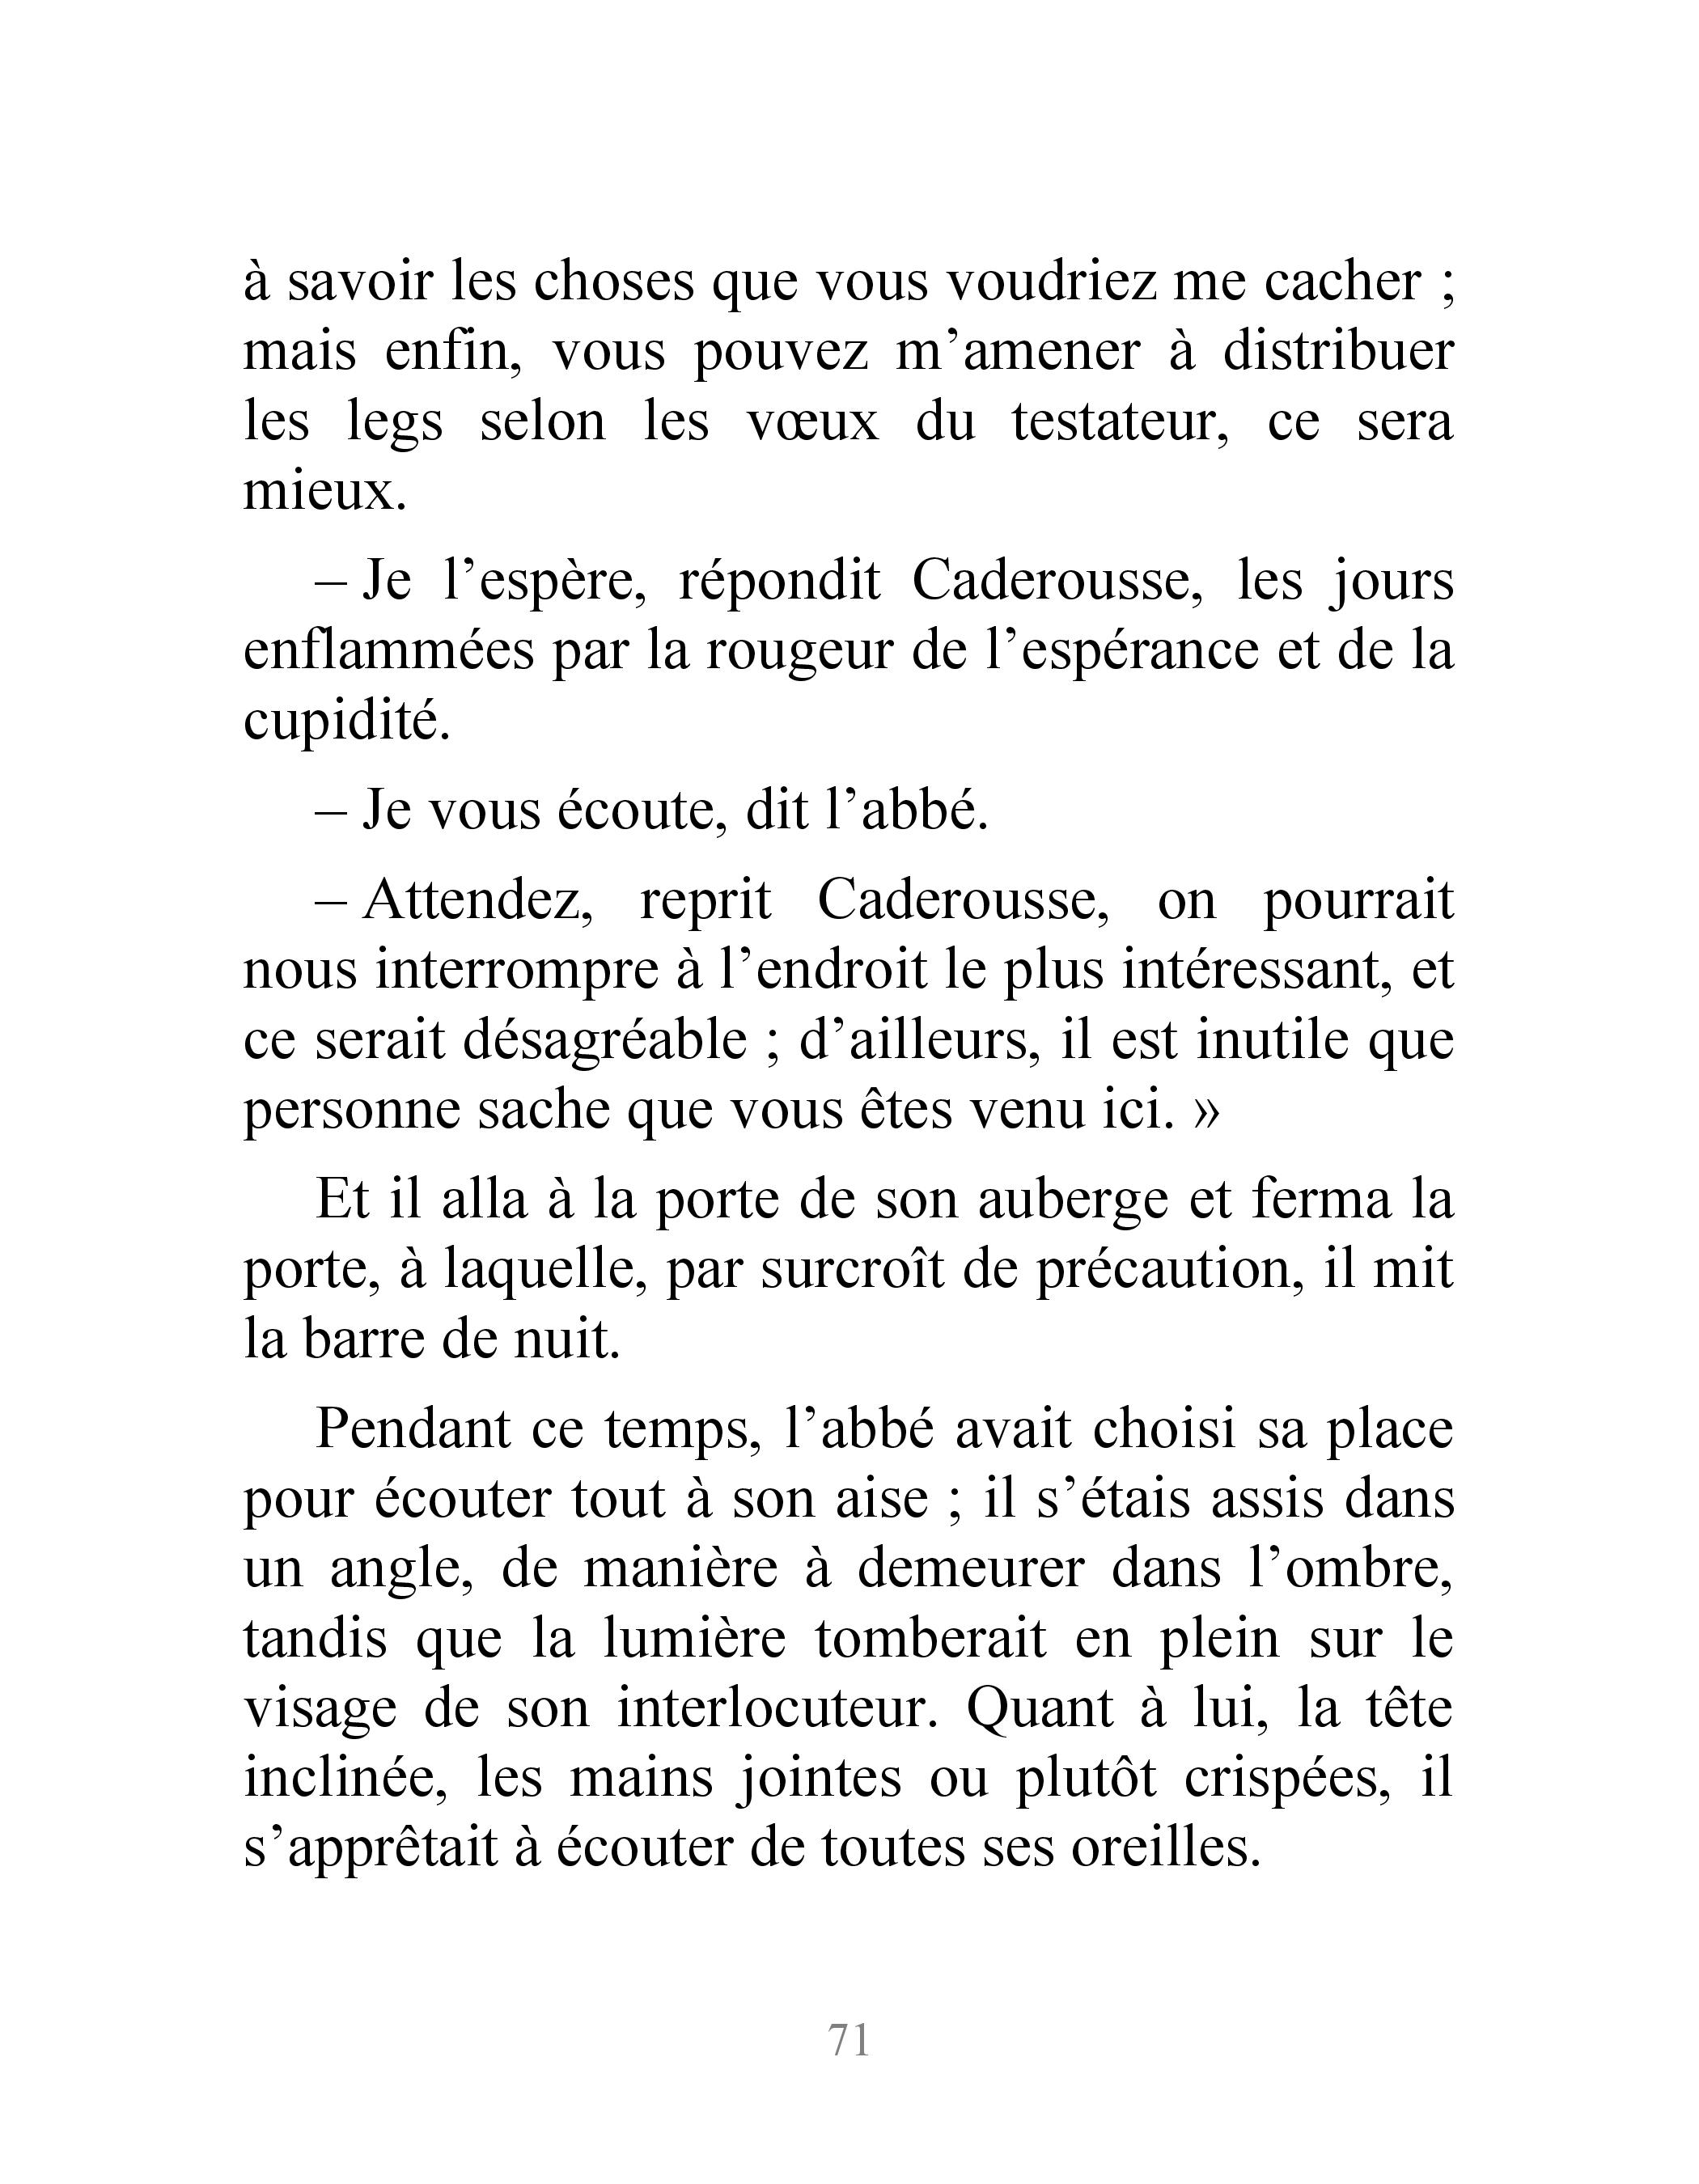 à savoir les choses que vous voudriez me cacher ;
mais enfin, vous pouvez m’amener à distribuer
les legs selon les vœux du testateur, ce sera
mieux.
– Je l’espère, répondit Caderousse, les jours
enflammées par la rougeur de l’espérance et de la
cupidité.
– Je vous écoute, dit l’abbé.
– Attendez, reprit Caderousse, on pourrait
nous interrompre à l’endroit le plus intéressant, et
ce serait désagréable ; d’ailleurs, il est inutile que
personne sache que vous êtes venu ici. »
Et il alla à la porte de son auberge et ferma la
porte, à laquelle, par surcroît de précaution, il mit
la barre de nuit.
Pendant ce temps, l’abbé avait choisi sa place
pour écouter tout à son aise ; il s’étais assis dans
un angle, de manière à demeurer dans l’ombre,
tandis que la lumière tomberait en plein sur le
visage de son interlocuteur. Quant à lui, la tête
inclinée, les mains jointes ou plutôt crispées, il
s’apprêtait à écouter de toutes ses oreilles.
71